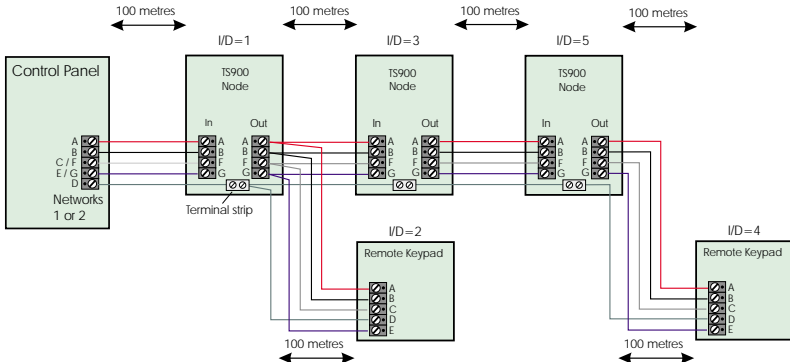 100 metres
100 metres
100 metres
100 metres
I/D=1
I/D=3
I/D=5
Control Panel
A
B
C / F
E / G
D
Networks
1 or 2
TS900
Node
In
Out
A
B
F
G
A
B
F
G
Terminal strip
TS900
Node
In
Out
A
B
F
G
A
B
F
G
TS900
Node
In
Out
A
B
F
G
A
B
F
G
I/D=2
Remote Keypad
A
B
C
D
E
100 metres
I/D=4
Remote Keypad
A
B
C
D
E
100 metres